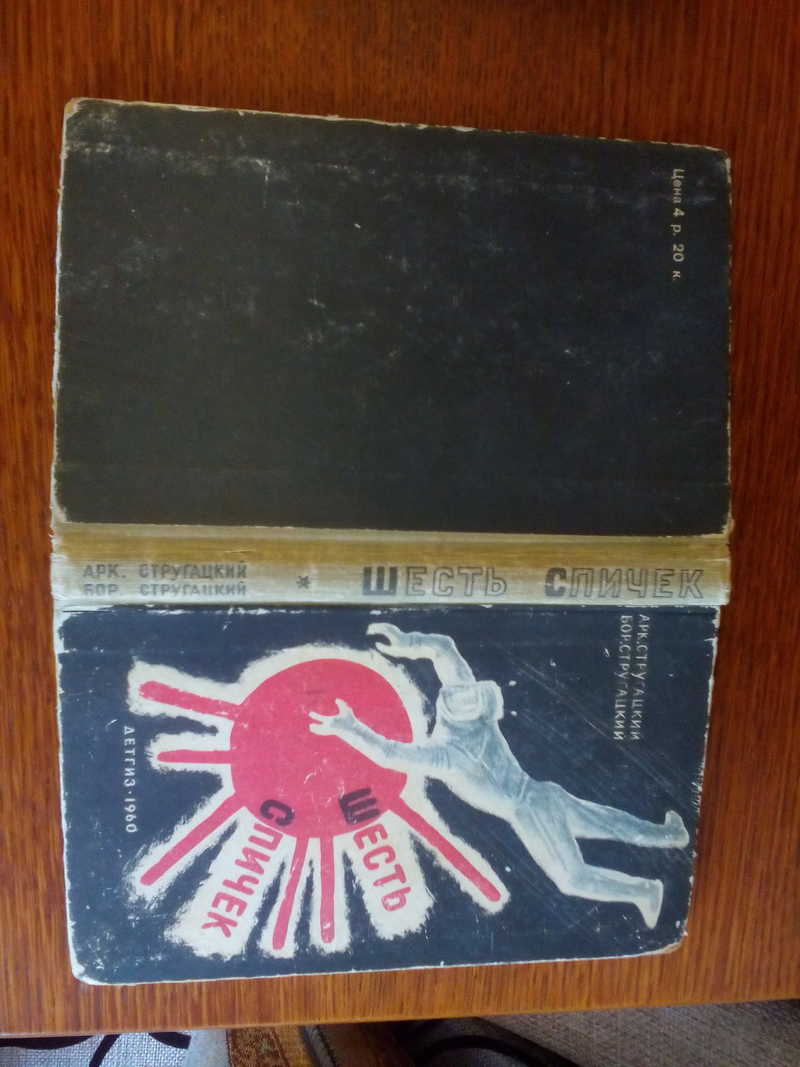 Цена 4 р. 20 к.
АРК. СТРУГАЦКИЙ
БОР. СТРУГАЦКИЙ
*
ШЕСТЬ СПИЧЕК
АРК. СТРУГАЦКИЙ
БОР. СТРУГАЦКИЙ
ШЕСТЬ
СПИЧЕК
ДЕТГИЗ · 1960